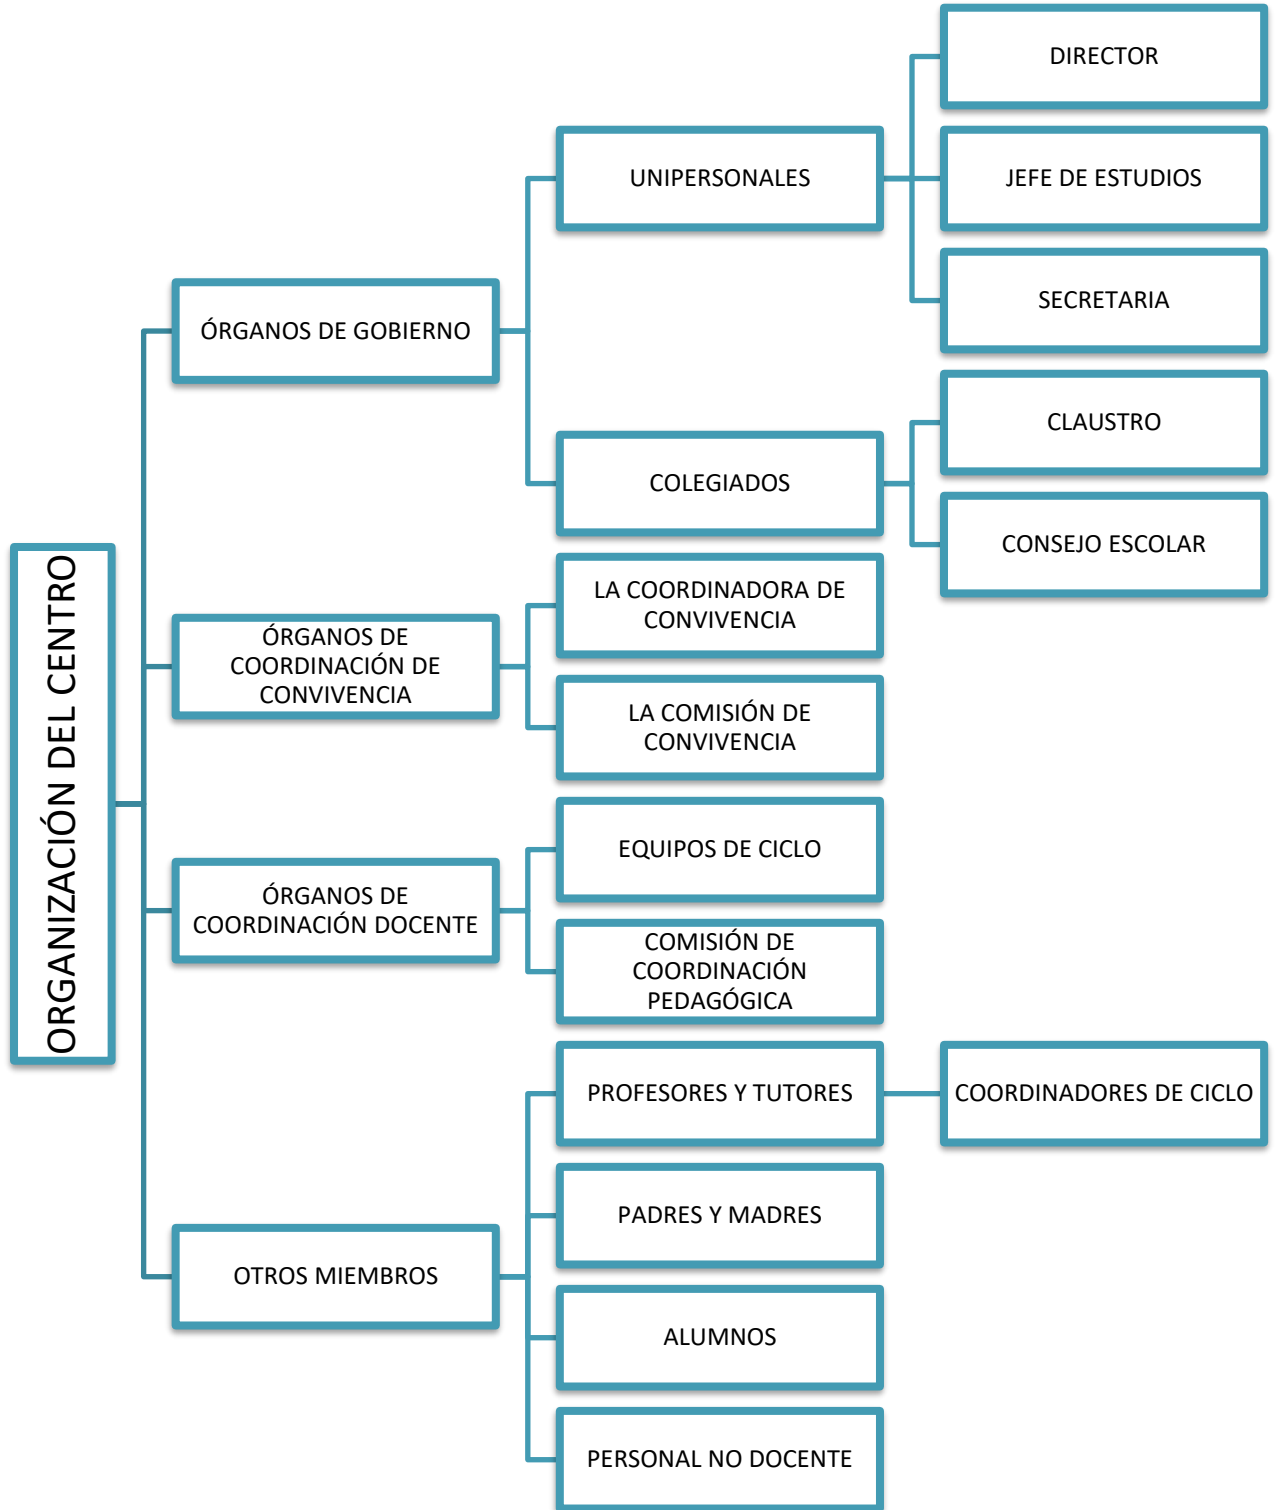 ORGANIZACIÓN DEL CENTRO
ÓRGANOS DE GOBIERNO
UNIPERSONALES
DIRECTOR
JEFE DE ESTUDIOS
SECRETARIA
COLEGIADOS
CLAUSTRO
CONSEJO ESCOLAR
ÓRGANOS DE
COORDINACIÓN DE
CONVIVENCIA
LA COORDINADORA DE
CONVIVENCIA
LA COMISIÓN DE
CONVIVENCIA
ÓRGANOS DE
COORDINACIÓN DOCENTE
EQUIPOS DE CICLO
COMISIÓN DE
COORDINACIÓN
PEDAGÓGICA
OTROS MIEMBROS
PROFESORES Y TUTORES
COORDINADORES DE CICLO
PADRES Y MADRES
ALUMNOS
PERSONAL NO DOCENTE